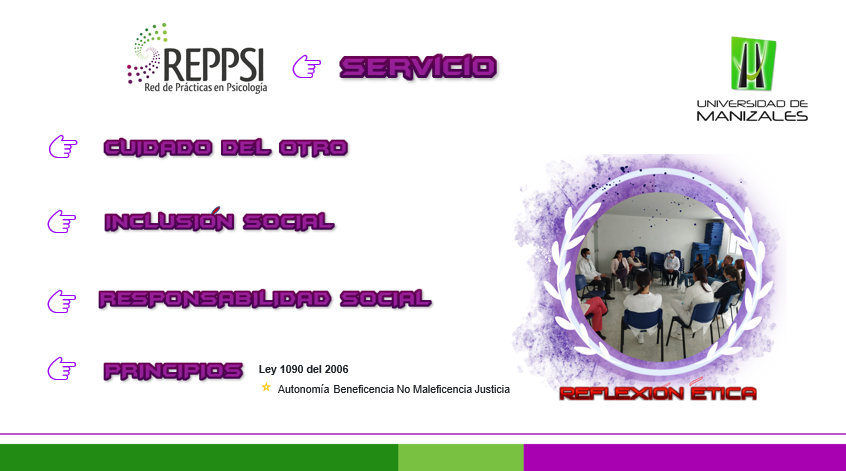 REPPSI
Red de Prácticas en Psicología
SERVICIO
UNIVERSIDAD DE
MANIZALES
CUIDADO DEL OTRO
INCLUSIÓN SOCIAL
RESPONSABILIDAD SOCIAL
PRINCIPIOS
Ley 1090 del 2006
Autonomía Beneficencia No Maleficencia Justicia
REFLEXIÓN ÉTICA